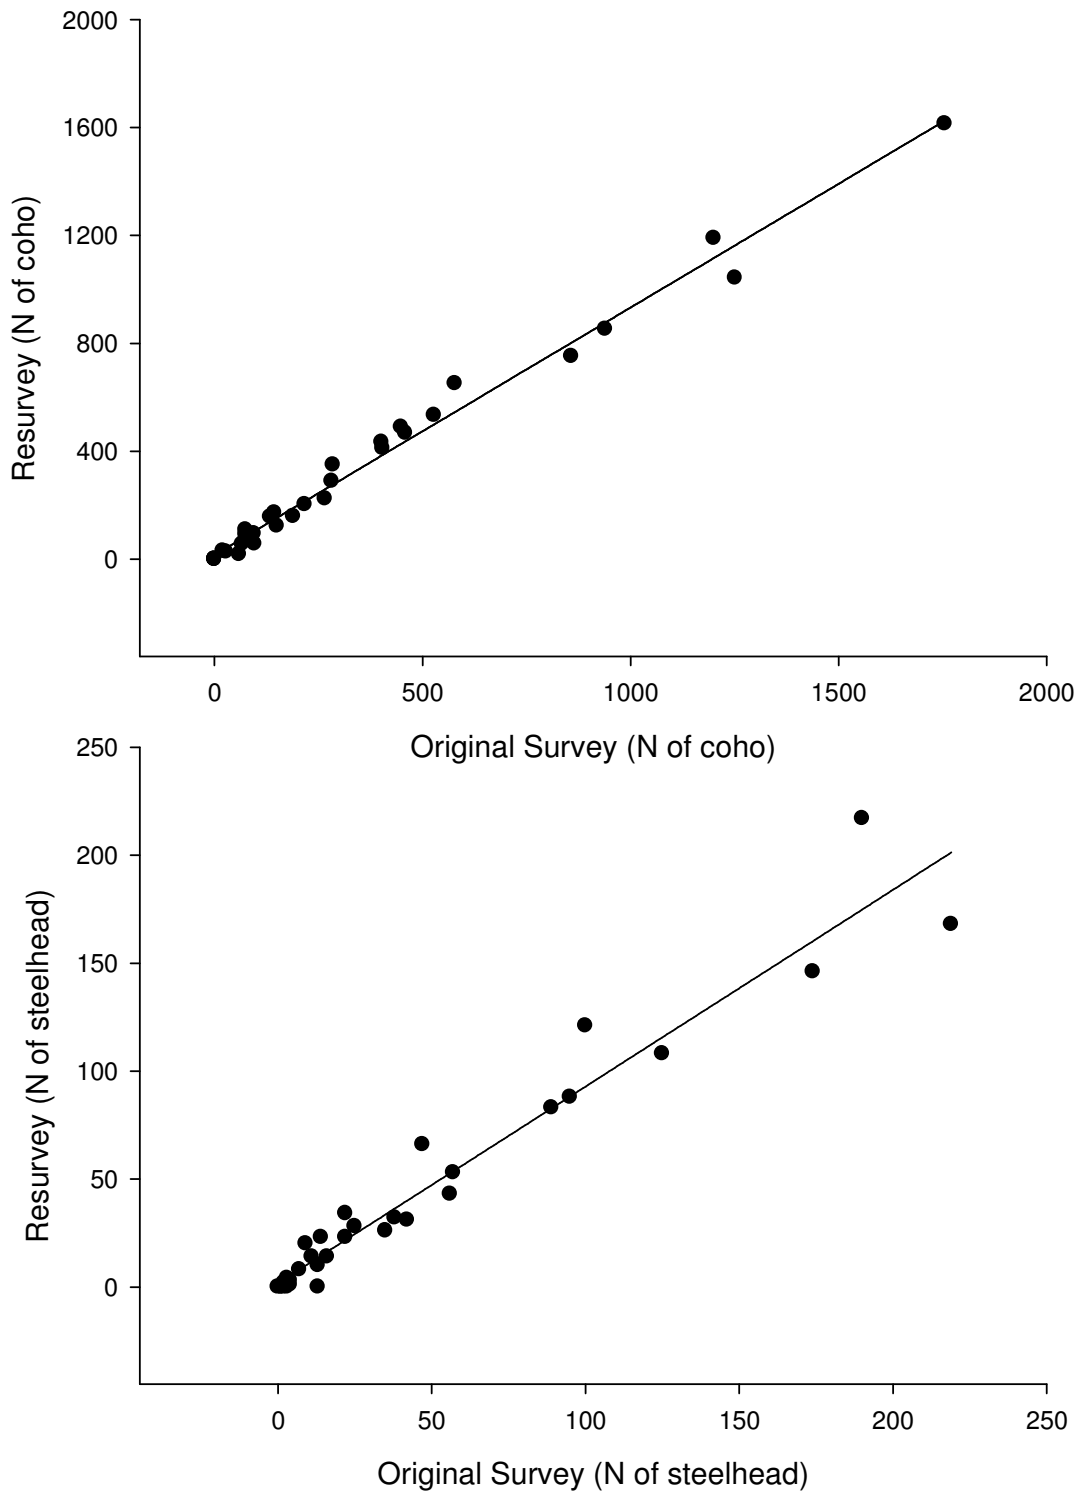 2000
1600
1200
800
400
0
Resurvey (N of coho)
0 500 1000 1500 2000
Original Survey (N of coho)
250
200
150
100
50
0
Resurvey (N of steelhead)
0 50 100 150 200 250
Original Survey (N of steelhead)